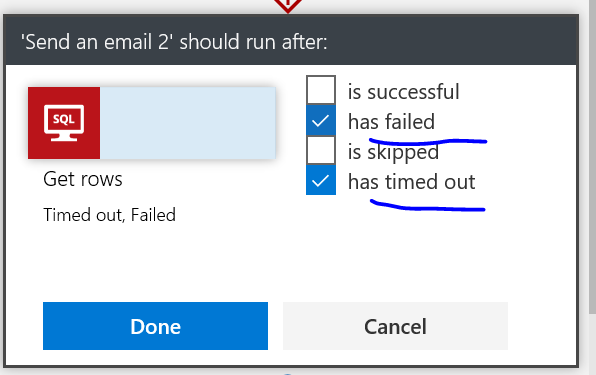 'Send an email 2' should run after:
SQL
is successful
has failed
is skipped
has timed out
Get rows
Timed out, Failed
Done
Cancel